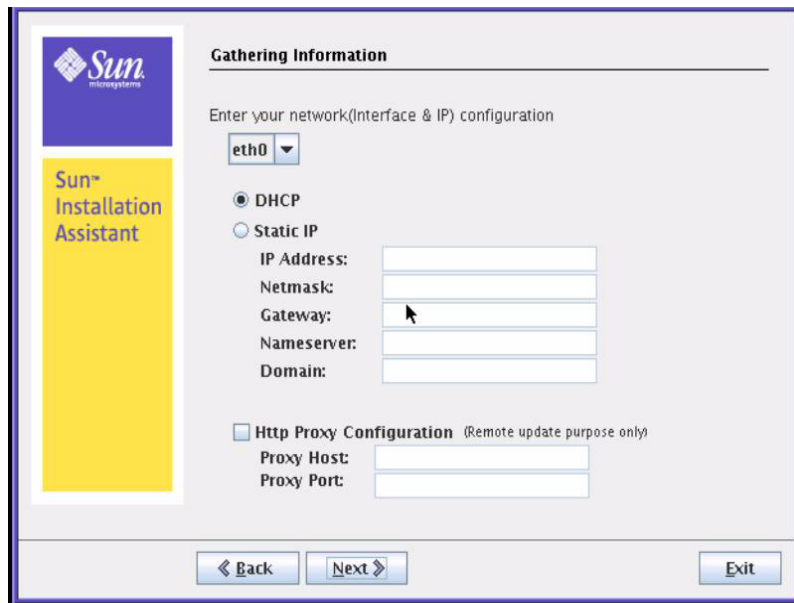 Sun
microsystems
Sun™
Installation
Assistant
Gathering Information
Enter your network(Interface & IP) configuration
eth0
DHCP
Static IP
IP Address:
Netmask:
Gateway:
Nameserver:
Domain:
Http Proxy Configuration (Remote update purpose only)
Proxy Host:
Proxy Port:
Back
Next
Exit